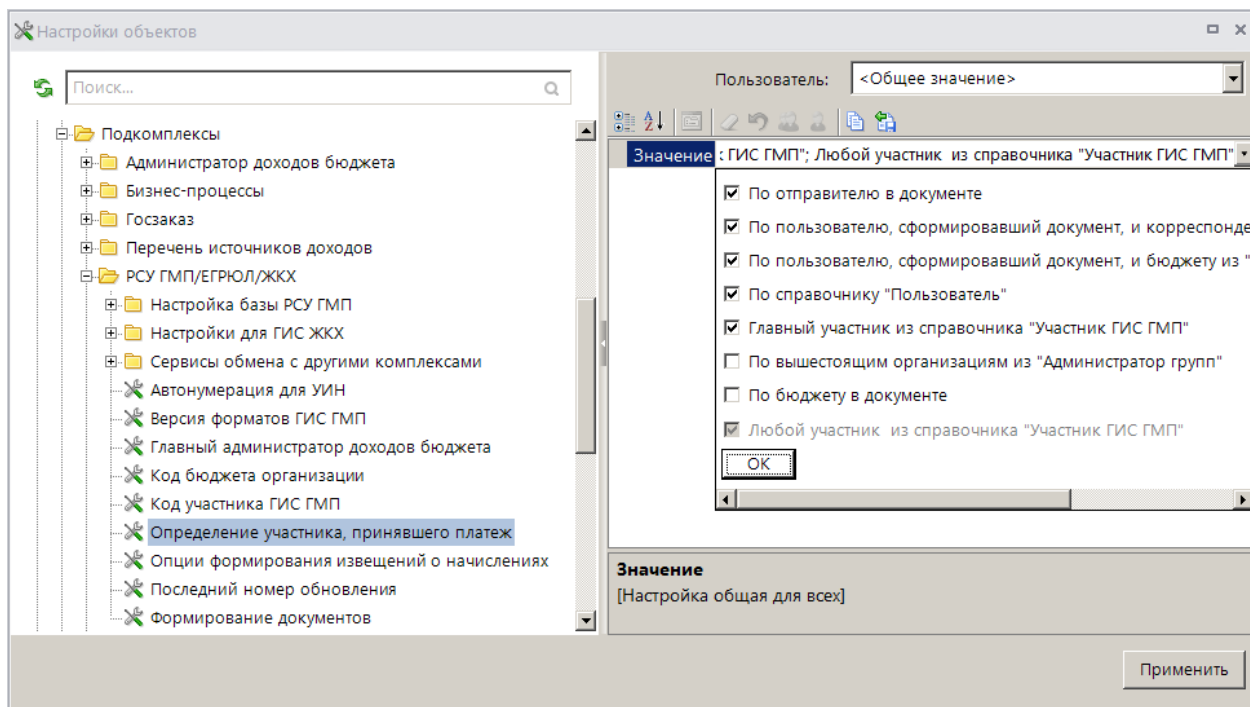 Настройки объектов
Поиск...
Подкомплексы
Администратор доходов бюджета
Бизнес-процессы
Госзаказ
Перечень источников доходов
РСУ ГМП/ЕГРЮЛ/ЖКХ
Настройка базы РСУ ГМП
Настройки для ГИС ЖКХ
Сервисы обмена с другими комплексами
Автонумерация для УИН
Версия форматов ГИС ГМП
Главный администратор доходов бюджета
Код бюджета организации
Код участника ГИС ГМП
Определение участника, принявшего платеж
Опции формирования извещений о начислениях
Последний номер обновления
Формирование документов
Пользователь: <Общее значение>
Значение ГИС ГМП"; Любой участник из справочника "Участник ГИС ГМП"
По отправителю в документе
По пользователю, сформировавший документ, и корреспонде
По пользователю, сформировавший документ, и бюджету из "
По справочнику "Пользователь"
Главный участник из справочника "Участник ГИС ГМП"
По вышестоящим организациям из "Администратор групп"
По бюджету в документе
Любой участник из справочника "Участник ГИС ГМП"
OK
Значение
[Настройка общая для всех]
Применить